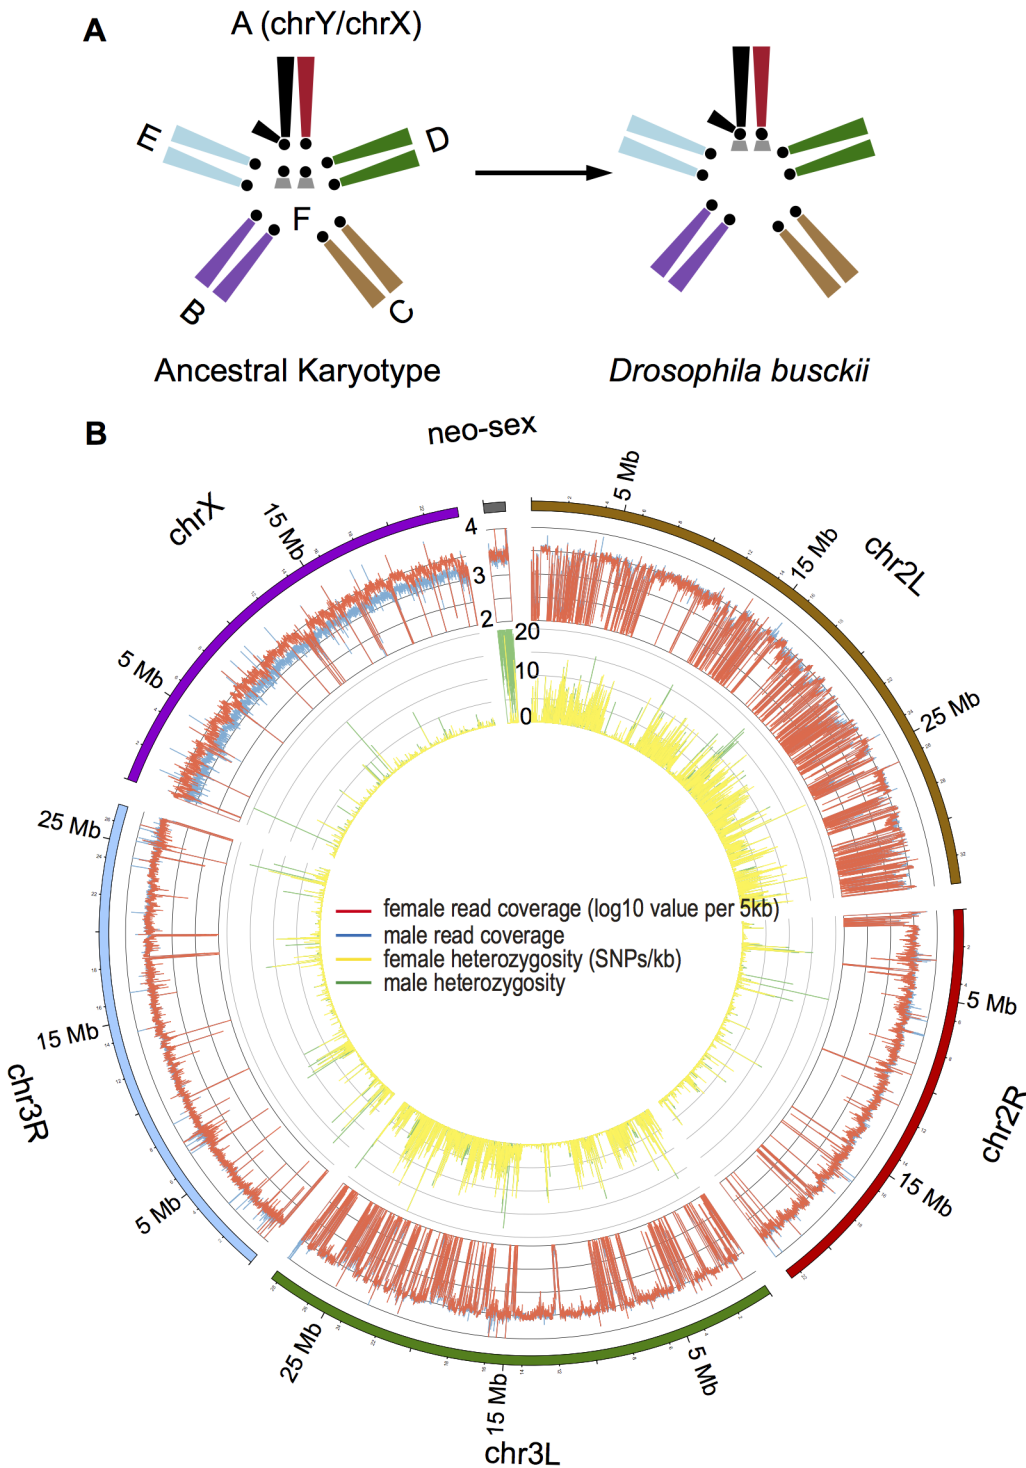 A
A (chrY/chrX)
E
D
F
B
C
Ancestral Karyotype
Drosophila busckii
B
neo-sex
chrX
15 Mb
5 Mb
4
3
2
20
10
0
5 Mb
15 Mb
chr2L
25 Mb
25 Mb
15 Mb
chr3R
5 Mb
female read coverage (log10 value per 5kb)
male read coverage
female heterozygosity (SNPs/kb)
male heterozygosity
5 Mb
chr2R
15 Mb
25 Mb
15 Mb
5 Mb
chr3L